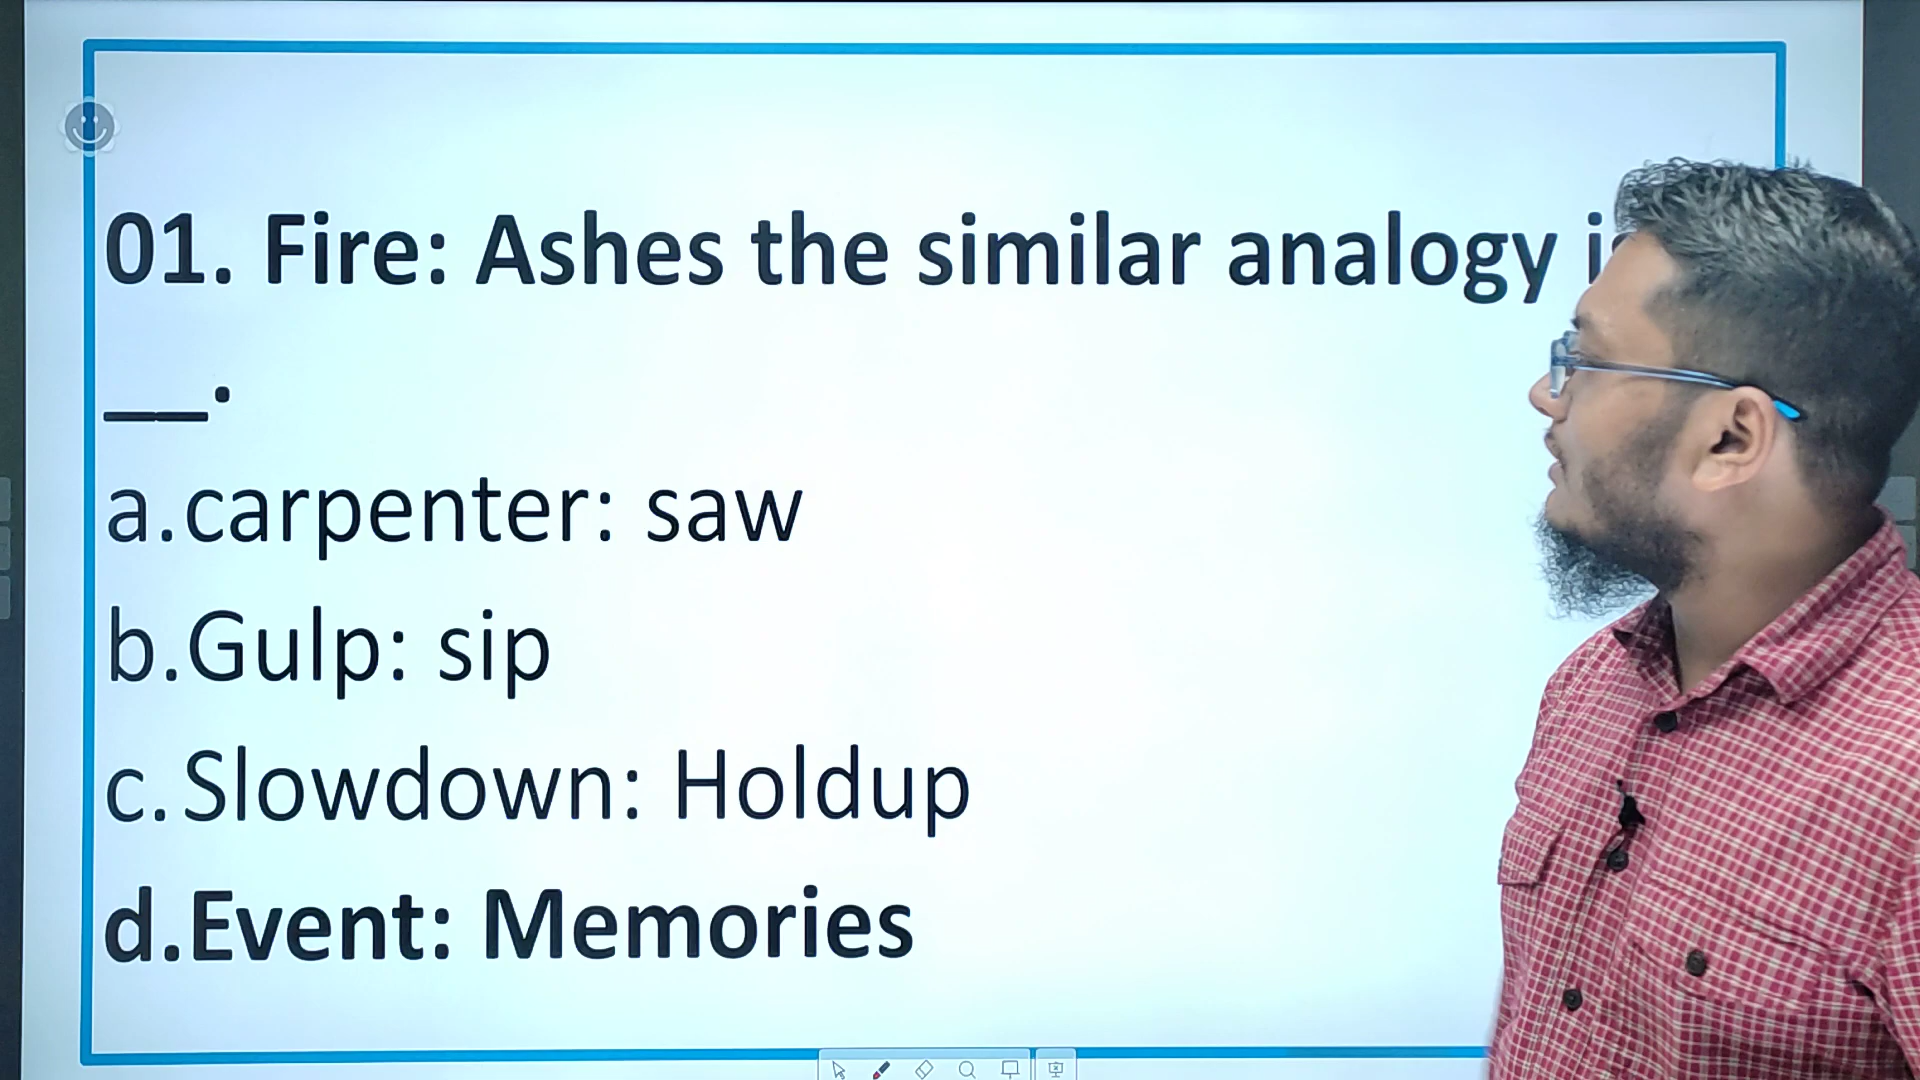 01. Fire: Ashes the similar analogy
__.
a. carpenter: saw
b. Gulp: sip
c. Slowdown: Holdup
d. Event: Memories